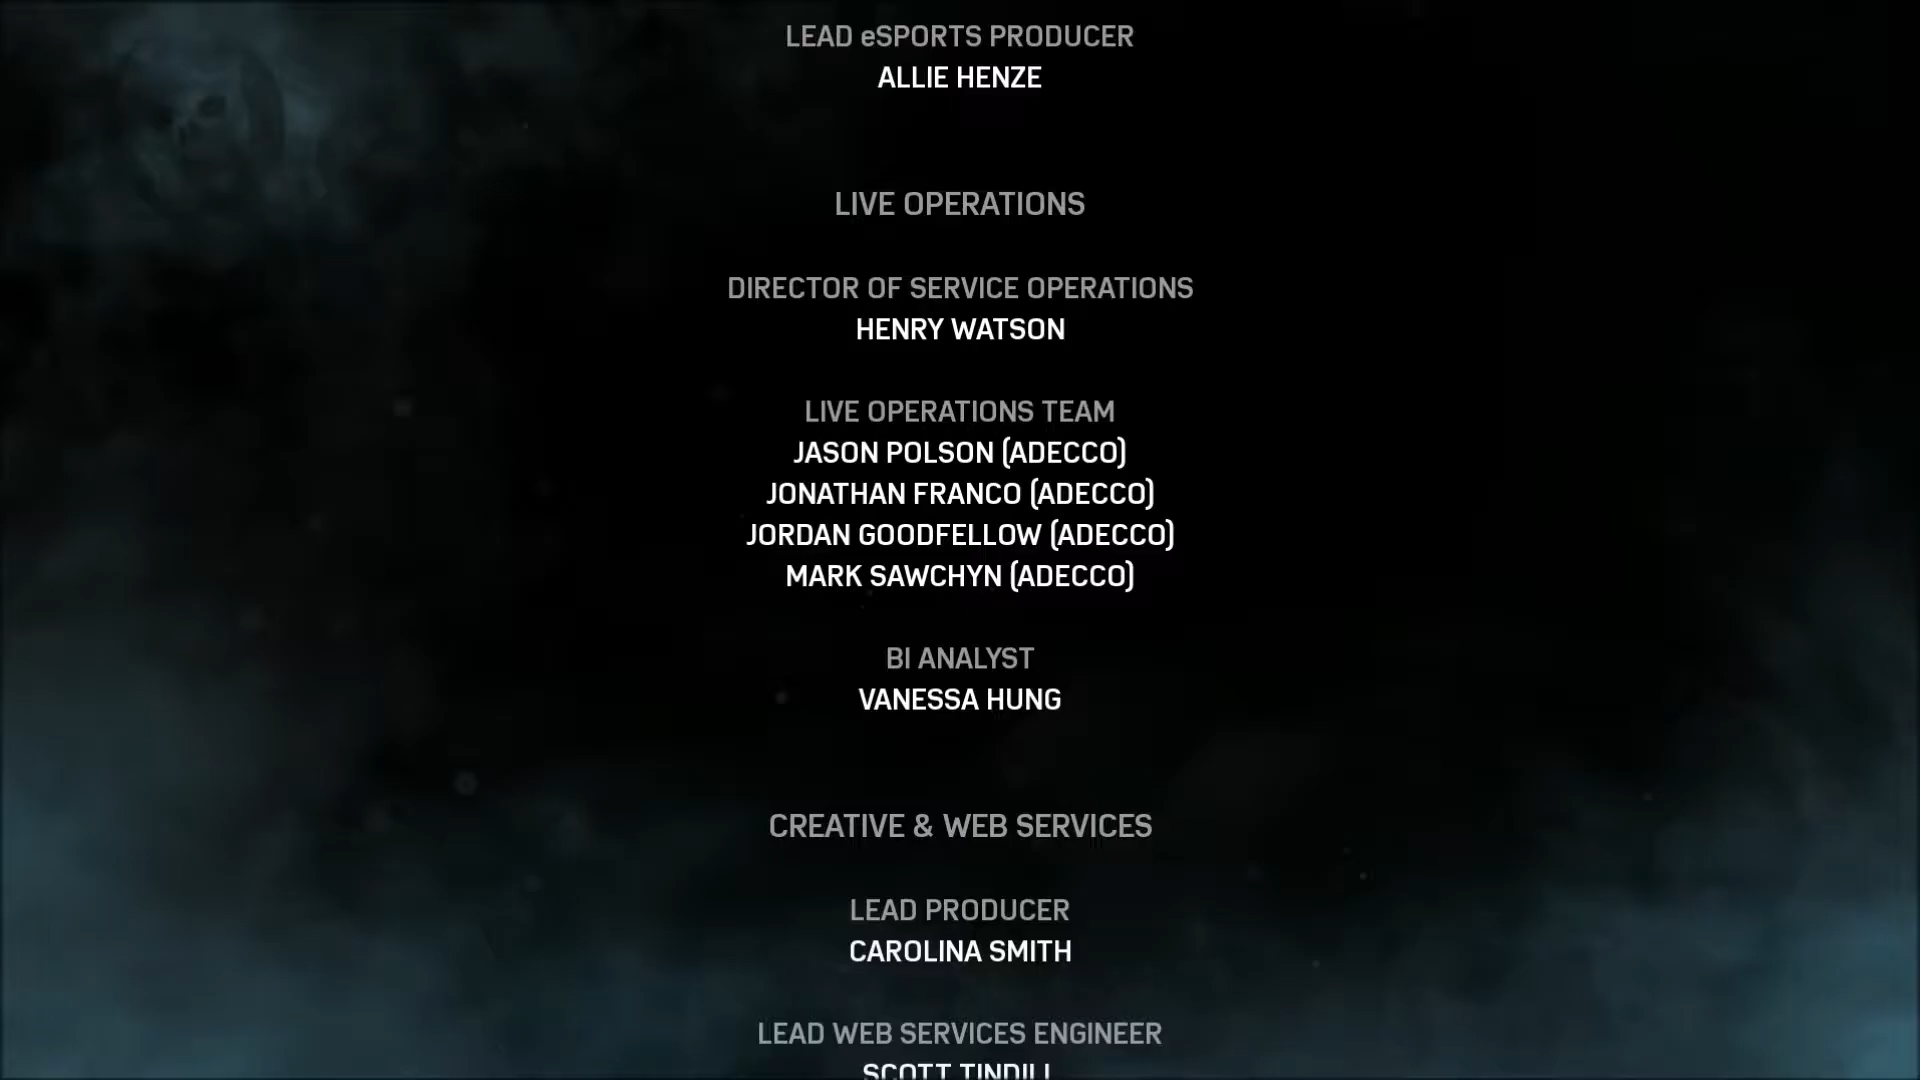 LEAD eSPORTS PRODUCER
ALLIE HENZE
LIVE OPERATIONS
DIRECTOR OF SERVICE OPERATIONS
HENRY WATSON
LIVE OPERATIONS TEAM
JASON POLSON (ADECCO)
JONATHAN FRANCO (ADECCO)
JORDAN GOODFELLOW (ADECCO)
MARK SAWCHYN (ADECCO)
BI ANALYST
VANESSA HUNG
CREATIVE & WEB SERVICES
LEAD PRODUCER
CAROLINA SMITH
LEAD WEB SERVICES ENGINEER
SCOTT TINDILL